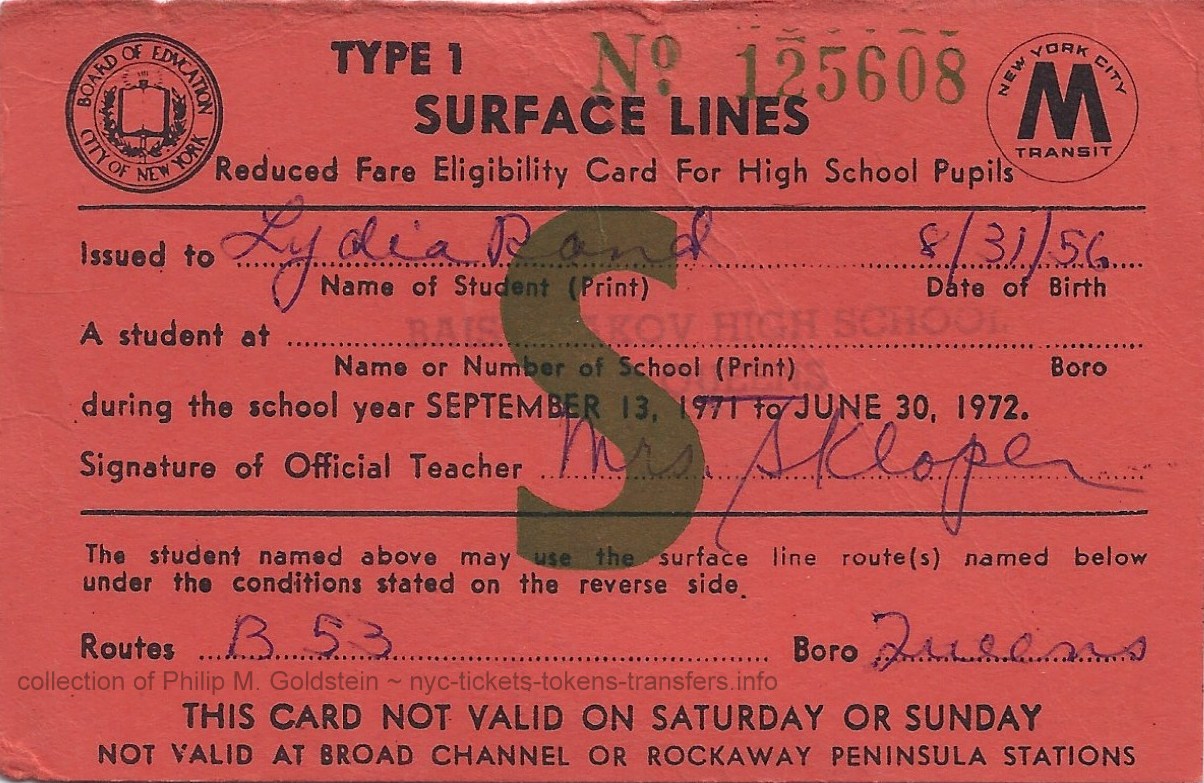 BOARD OF EDUCATION
CITY OF NEW YORK
TYPE 1 Nº 125608
NEW YORK CITY
M
TRANSIT
SURFACE LINES
Reduced Fare Eligibility Card For High School Pupils
S
Issued to Lydia Rand 8/31/56
Name of Student (Print) Date of Birth
HIGH SCHOOL
A student at
Name or Number of School (Print) Boro
QUEENS
during the school year SEPTEMBER 13, 1971 to JUNE 30, 1972.
Signature of Official Teacher Mrs.
The student named above may use the surface line route(s) named below
under the conditions stated on the reverse side.
Routes B 53 Boro Queens
collection of Philip M. Goldstein ~ nyc-tickets-tokens-transfers.info
THIS CARD NOT VALID ON SATURDAY OR SUNDAY
NOT VALID AT BROAD CHANNEL OR ROCKAWAY PENINSULA STATIONS